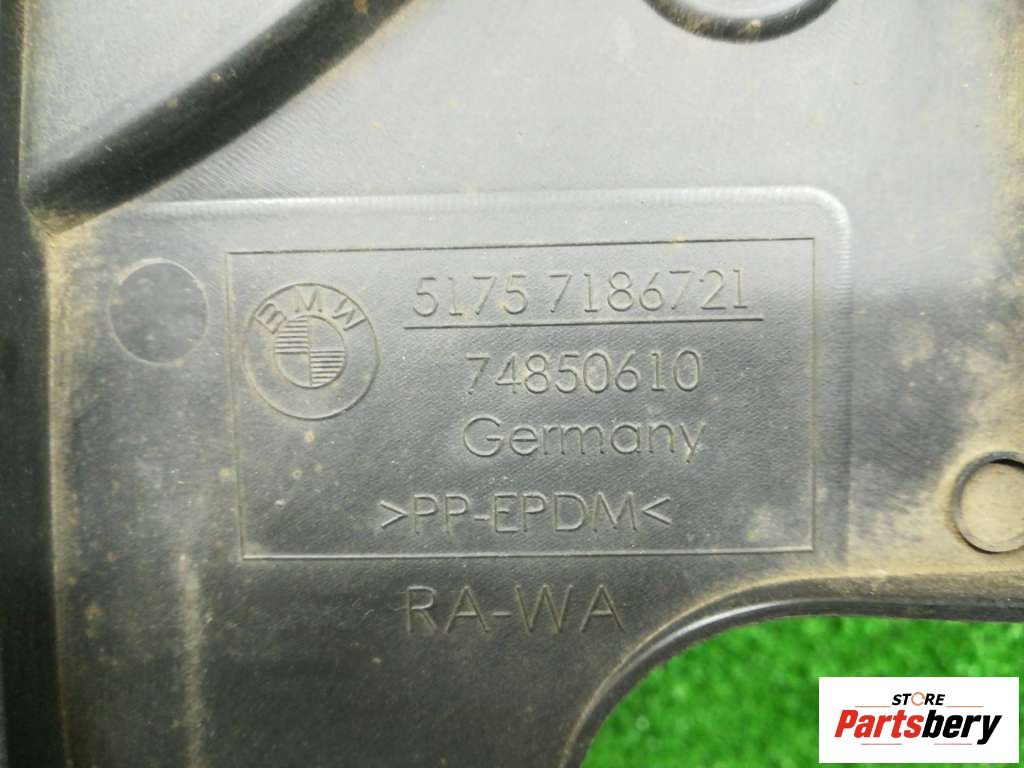 BMW
5175 7186721
74850610
Germany
>PP-EPDM<
RA-WA
STORE
Partsbery